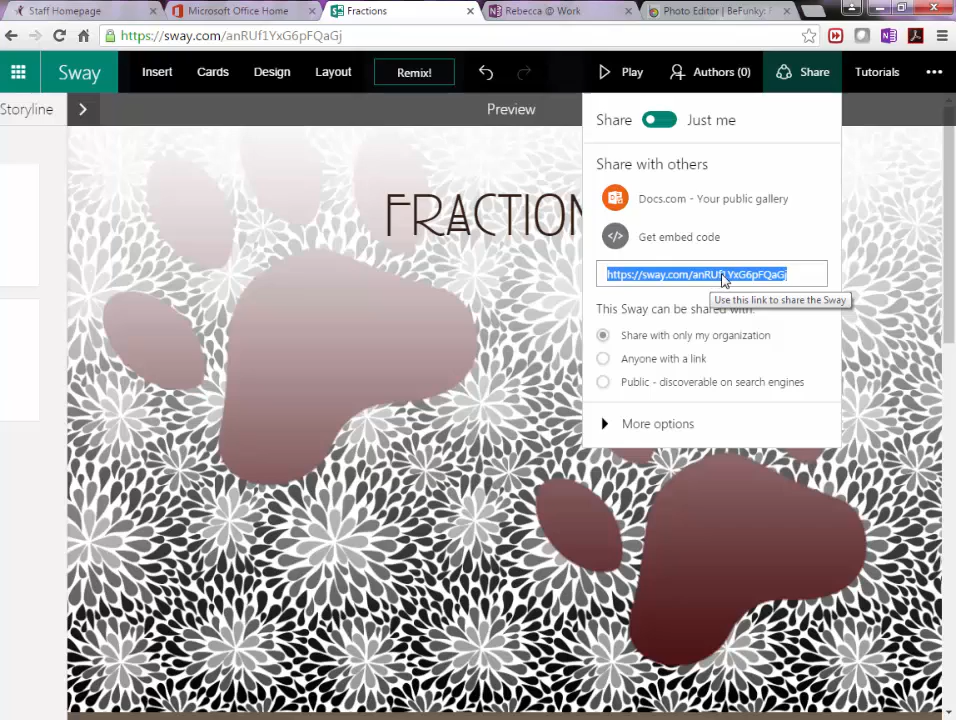 Staff Homepage
Microsoft Office Home
Fractions
Rebecca @ Work
Photo Editor | BeFunky: F
https://sway.com/anRUf1YxG6pFQaGj
Sway
Insert
Cards
Design
Layout
Remix!
Play
Authors (0)
Share
Tutorials
Storyline
Preview
Share
Just me
FRACTION
Share with others
Docs.com - Your public gallery
Get embed code
https://sway.com/anRUf1YxG6pFQaGj
Use this link to share the Sway
This Sway can be shared with:
Share with only my organization
Anyone with a link
Public - discoverable on search engines
More options